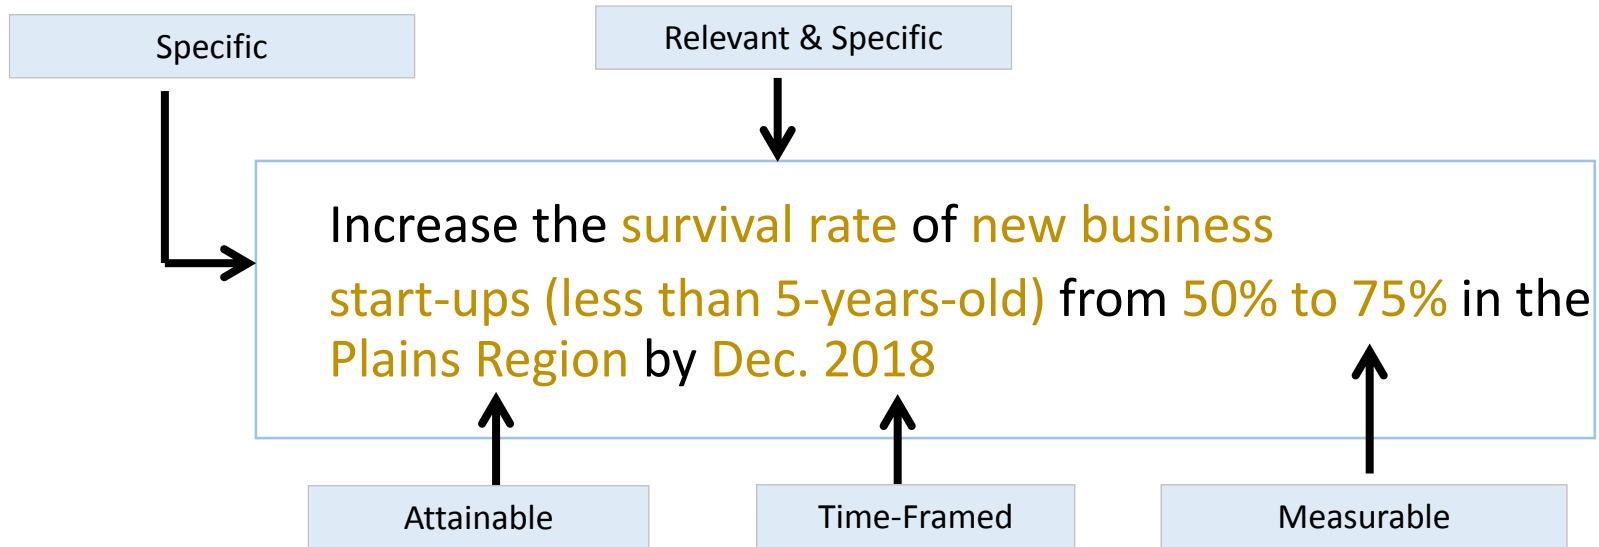 Specific
Relevant & Specific
Increase the survival rate of new business
start-ups (less than 5-years-old) from 50% to 75% in the
Plains Region by Dec. 2018
Attainable
Time-Framed
Measurable